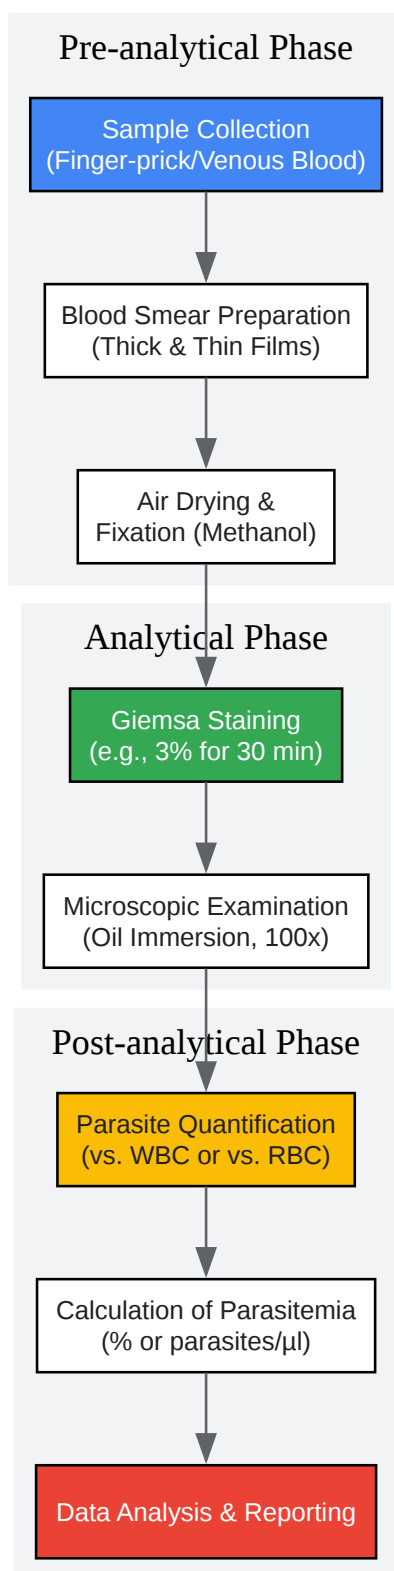 Pre-analytical Phase
Sample Collection
(Finger-prick/Venous Blood)
Blood Smear Preparation
(Thick & Thin Films)
Air Drying &
Fixation (Methanol)
Analytical Phase
Giemsa Staining
(e.g., 3% for 30 min)
Microscopic Examination
(Oil Immersion, 100x)
Post-analytical Phase
Parasite Quantification
(vs. WBC or vs. RBC)
Calculation of Parasitemia
(% or parasites/µl)
Data Analysis & Reporting